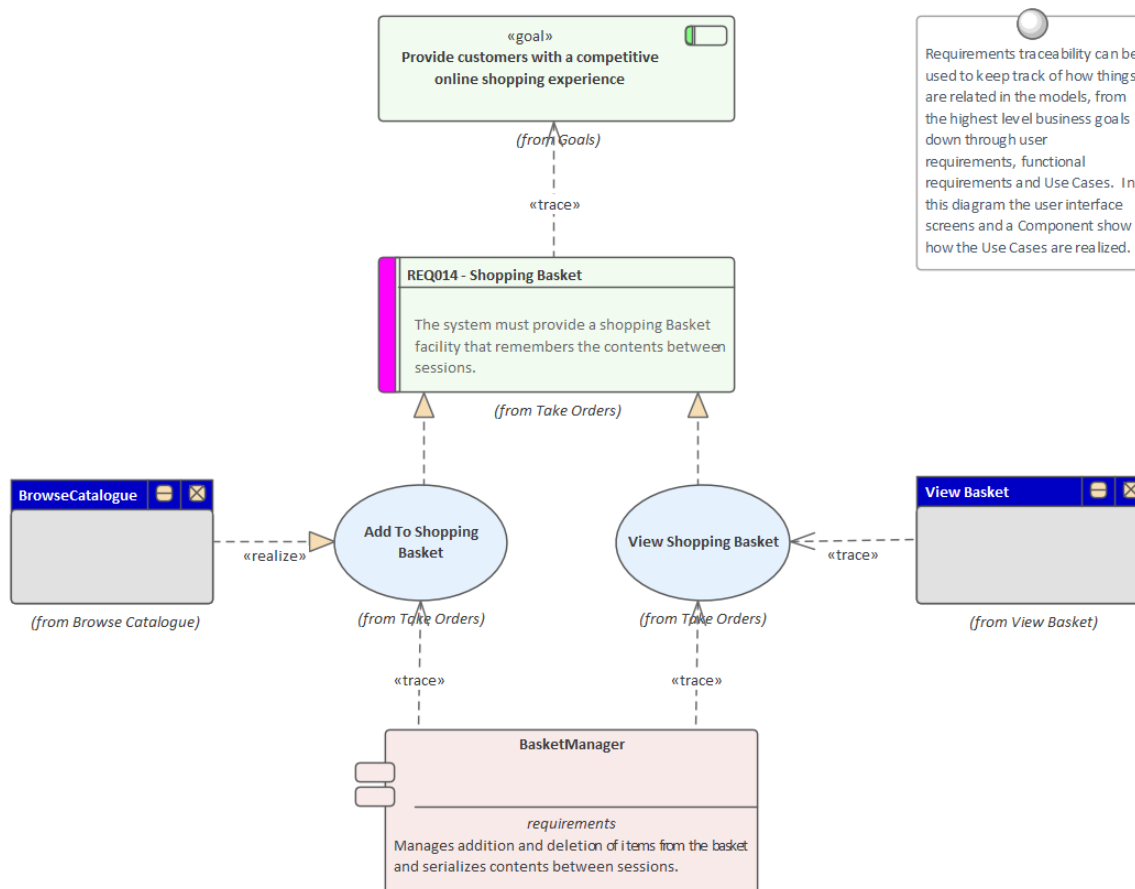 «goal»
Provide customers with a competitive
online shopping experience
(from Goals)
Requirements traceability can be
used to keep track of how things
are related in the models, from
the highest level business goals
down through user
requirements, functional
requirements and Use Cases. In
this diagram the user interface
screens and a Component show
how the Use Cases are realized.
«trace»
REQ014 - Shopping Basket
The system must provide a shopping Basket
facility that remembers the contents between
sessions.
(from Take Orders)
BrowseCatalogue
(from Browse Catalogue)
«realize»
Add To Shopping
Basket
(from Take Orders)
View Shopping Basket
(from Take Orders)
«trace»
View Basket
(from View Basket)
«trace»
«trace»
BasketManager
requirements
Manages addition and deletion of items from the basket
and serializes contents between sessions.